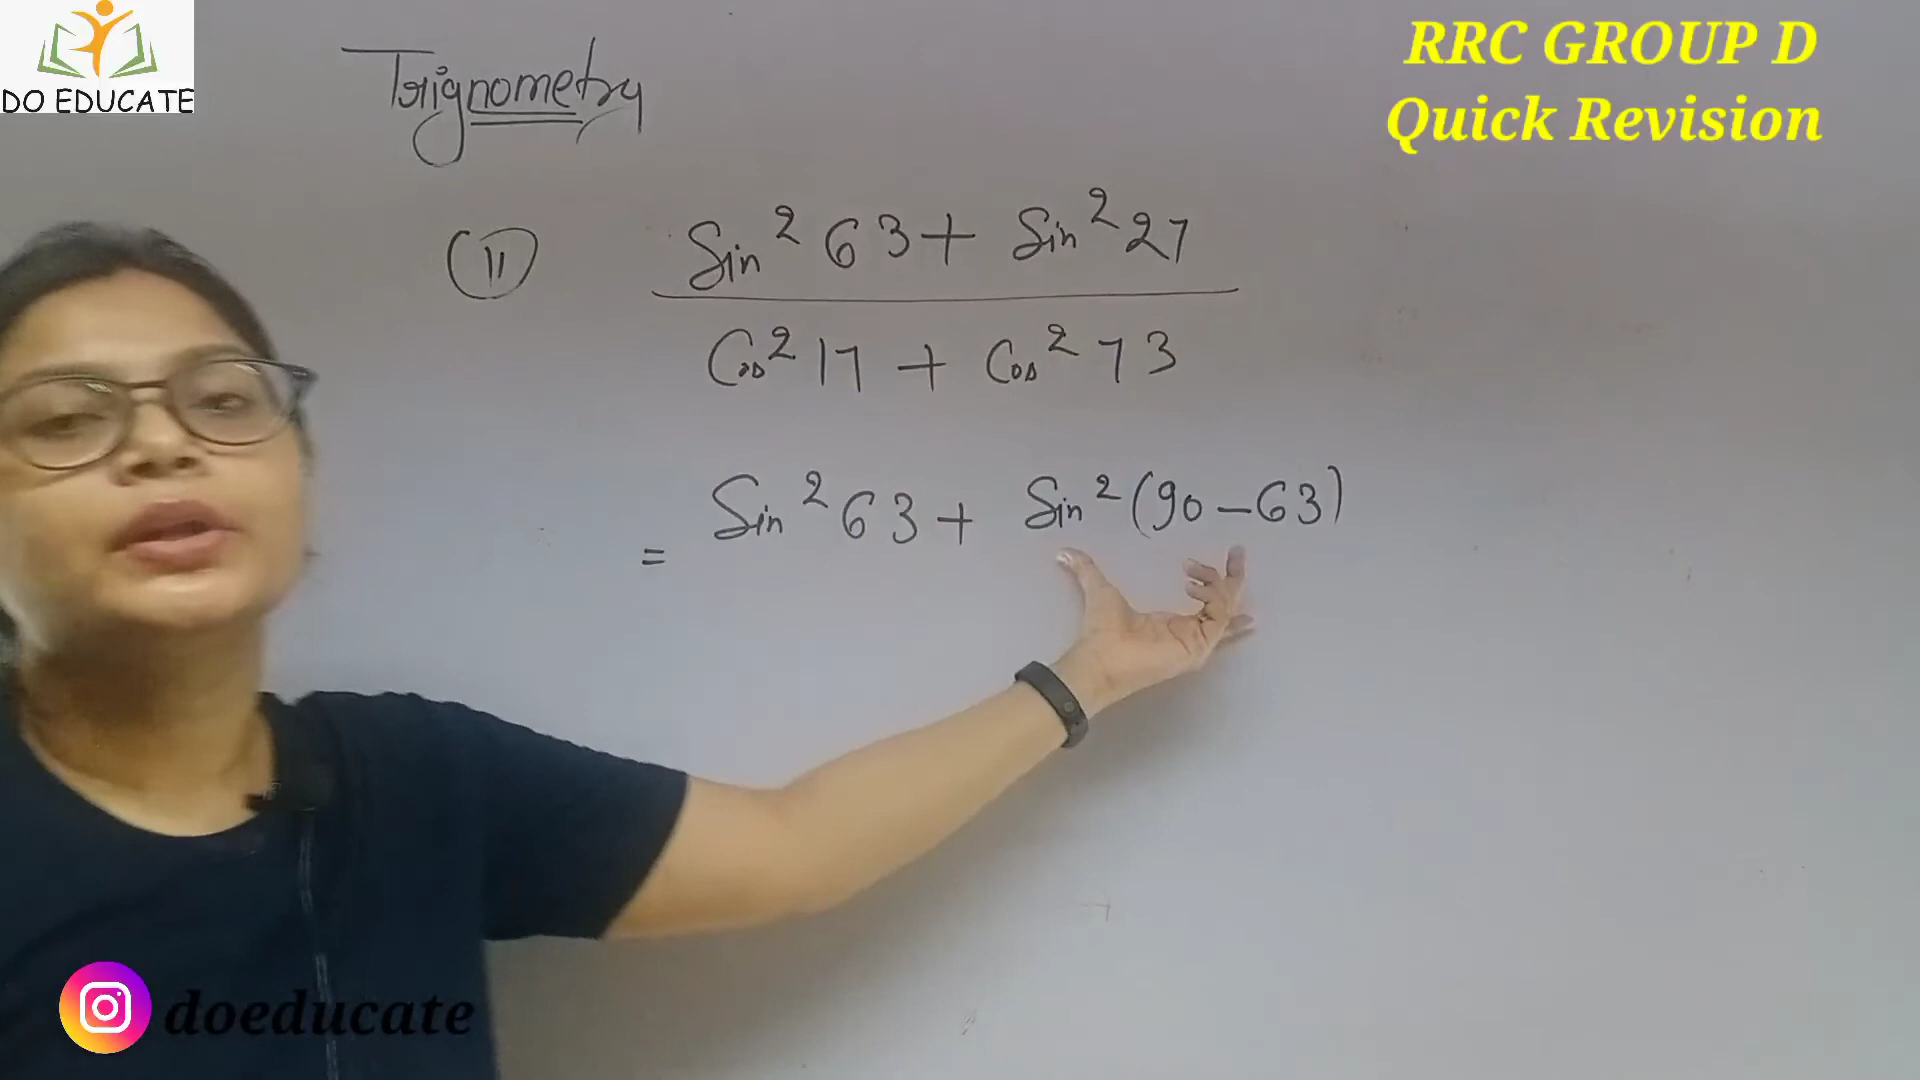 DO EDUCATE
RRC GROUP D
Quick Revision
Trignometry
(11) Sin² 63 + Sin² 27
Cos² 17 + Cos² 73
= Sin² 63 + Sin² (90 - 63)
doeducate